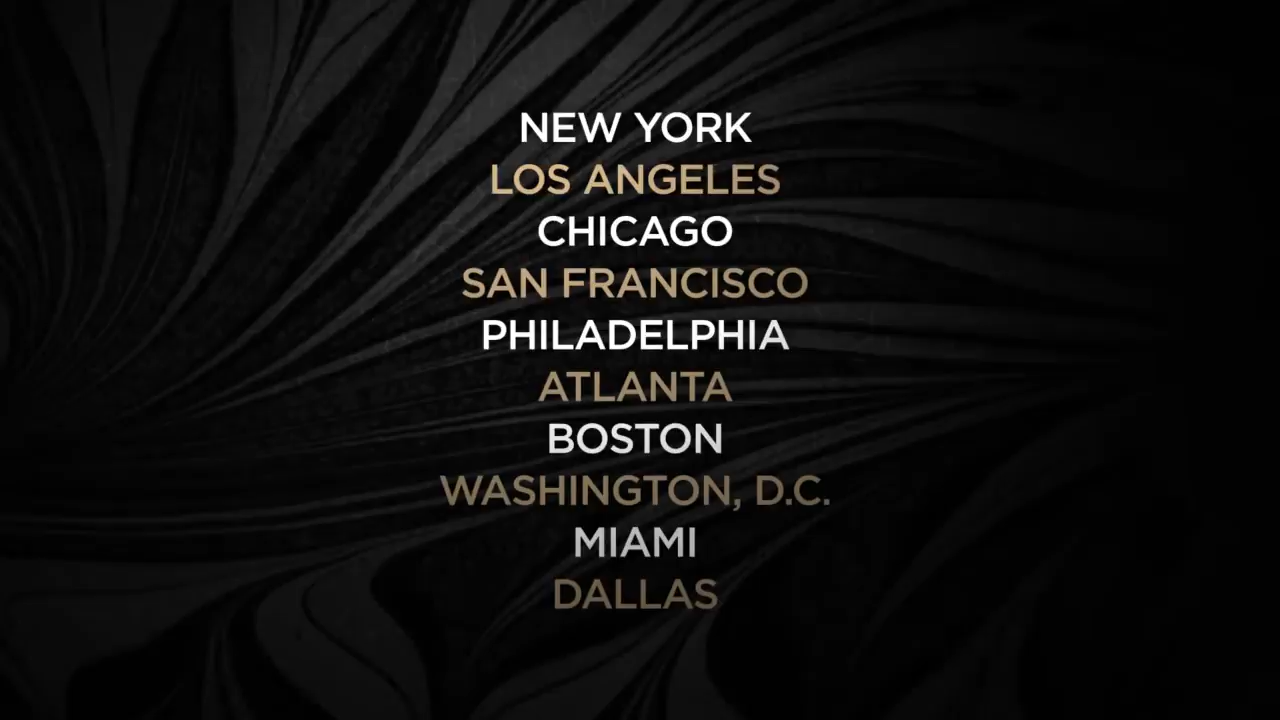 NEW YORK
LOS ANGELES
CHICAGO
SAN FRANCISCO
PHILADELPHIA
ATLANTA
BOSTON
WASHINGTON, D.C.
MIAMI
DALLAS